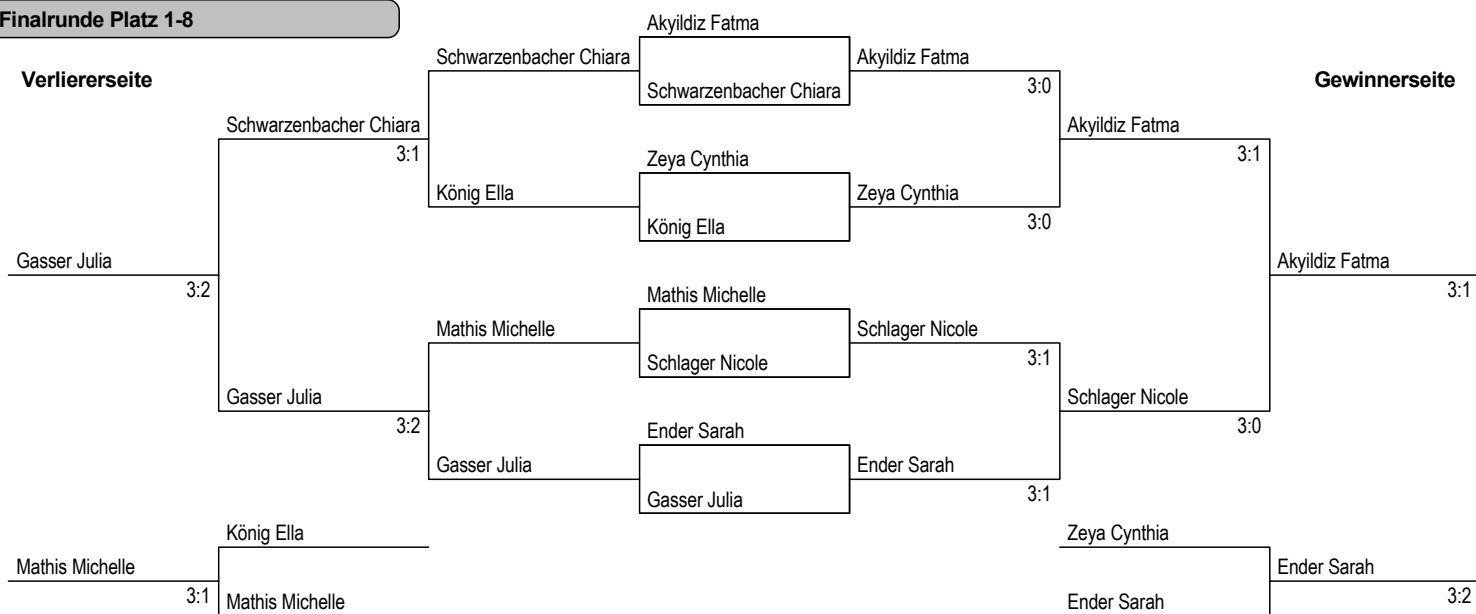 Finalrunde Platz 1-8
Akyildiz Fatma
Schwarzenbacher Chiara
Akyildiz Fatma
Verliererseite
Gewinnerseite
3:0
Schwarzenbacher Chiara
Schwarzenbacher Chiara
Akyildiz Fatma
3:1
Zeya Cynthia
3:1
König Ella
Zeya Cynthia
König Ella
3:0
Gasser Julia
Akyildiz Fatma
3:2
Mathis Michelle
3:1
Mathis Michelle
Schlager Nicole
Schlager Nicole
3:1
Gasser Julia
Schlager Nicole
3:2
Ender Sarah
3:0
Gasser Julia
Ender Sarah
Gasser Julia
3:1
König Ella
Zeya Cynthia
Mathis Michelle
Ender Sarah
3:1
Mathis Michelle
Ender Sarah
3:2